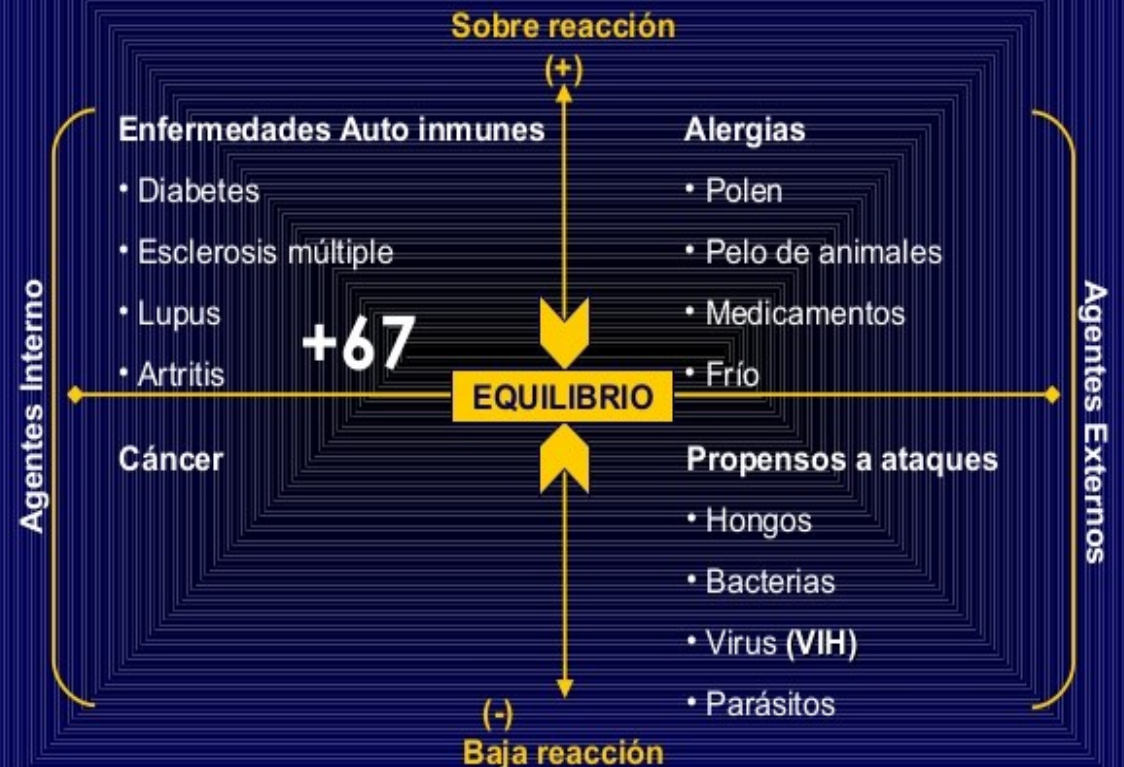 Sobre reacción
(+)
Enfermedades Auto inmunes
• Diabetes
• Esclerosis múltiple
• Lupus
• Artritis
+67
Alergias
• Polen
• Pelo de animales
• Medicamentos
• Frío
Agentes Interno
EQUILIBRIO
Agentes Externos
Cáncer
Propensos a ataques
• Hongos
• Bacterias
• Virus (VIH)
• Parásitos
(-)
Baja reacción